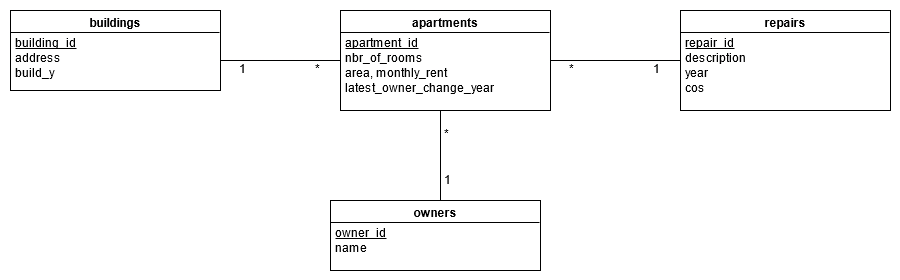 buildings
building_id
address
build_y
1
*
apartments
apartment_id
nbr_of_rooms
area, monthly_rent
latest_owner_change_year
*
1
repairs
repair_id
description
year
cos
*
1
owners
owner_id
name